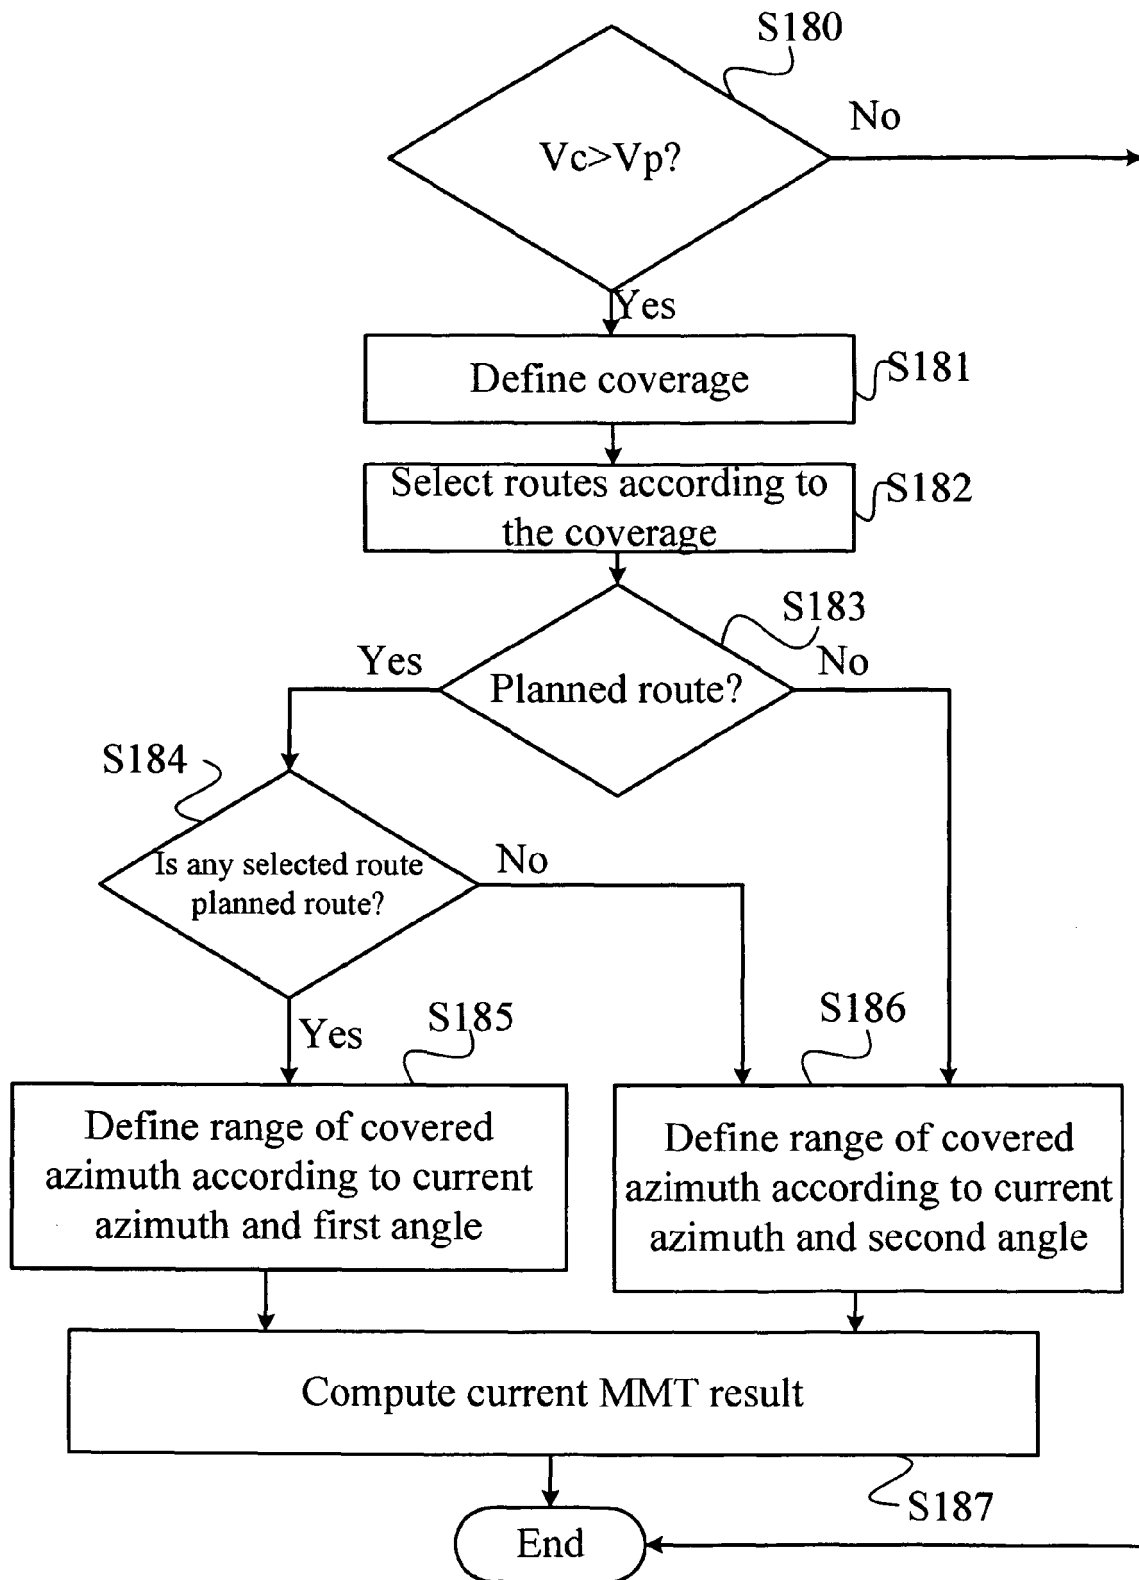 S180
No
Vc>Vp?
Yes
Define coverage
S181
Select routes according to
the coverage
S182
S183
Yes
No
Planned route?
S184
Is any selected route
planned route?
No
Yes
S185
S186
Define range of covered
azimuth according to current
azimuth and first angle
Define range of covered
azimuth according to current
azimuth and second angle
Compute current MMT result
S187
End